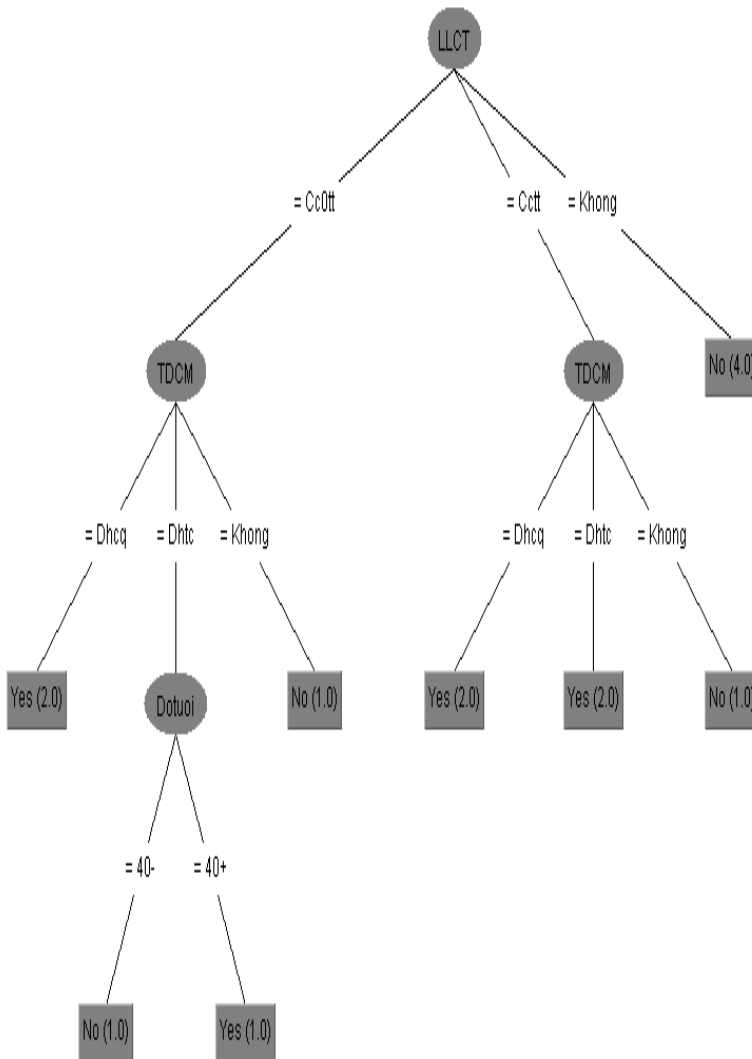 LLCT
= Cc0tt
= Cctt
= Khong
TDCM
TDCM
No (4.0)
= Dhcq
= Dhtc
= Khong
= Dhcq
= Dhtc
= Khong
Yes (2.0)
Dotuoi
No (1.0)
Yes (2.0)
Yes (2.0)
No (1.0)
= 40-
= 40+
No (1.0)
Yes (1.0)